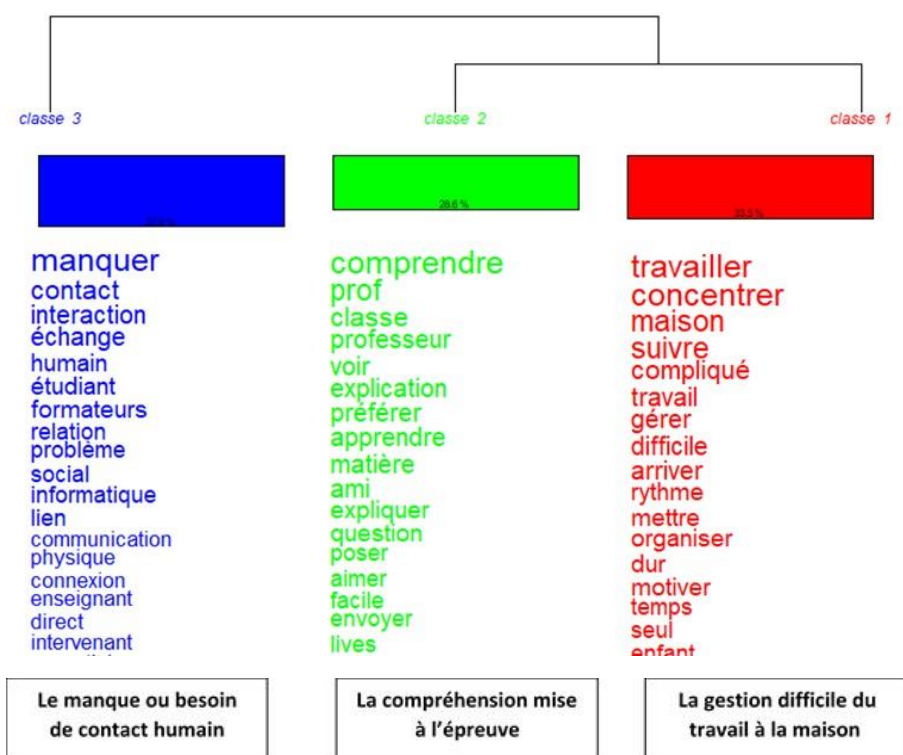 classe 3
classe 2
classe 1
26.6 %
33.3 %
manquer
contact
interaction
échange
humain
étudiant
formateurs
relation
problème
social
informatique
lien
communication
physique
connexion
enseignant
direct
intervenant
comprendre
prof
classe
professeur
voir
explication
préférer
apprendre
matière
ami
expliquer
question
poser
aimer
facile
envoyer
lives
travailler
concentrer
maison
suivre
compliqué
travail
gérer
difficile
arriver
rythme
mettre
organiser
dur
motiver
temps
seul
enfant
Le manque ou besoin
de contact humain
La compréhension mise
à l'épreuve
La gestion difficile du
travail à la maison